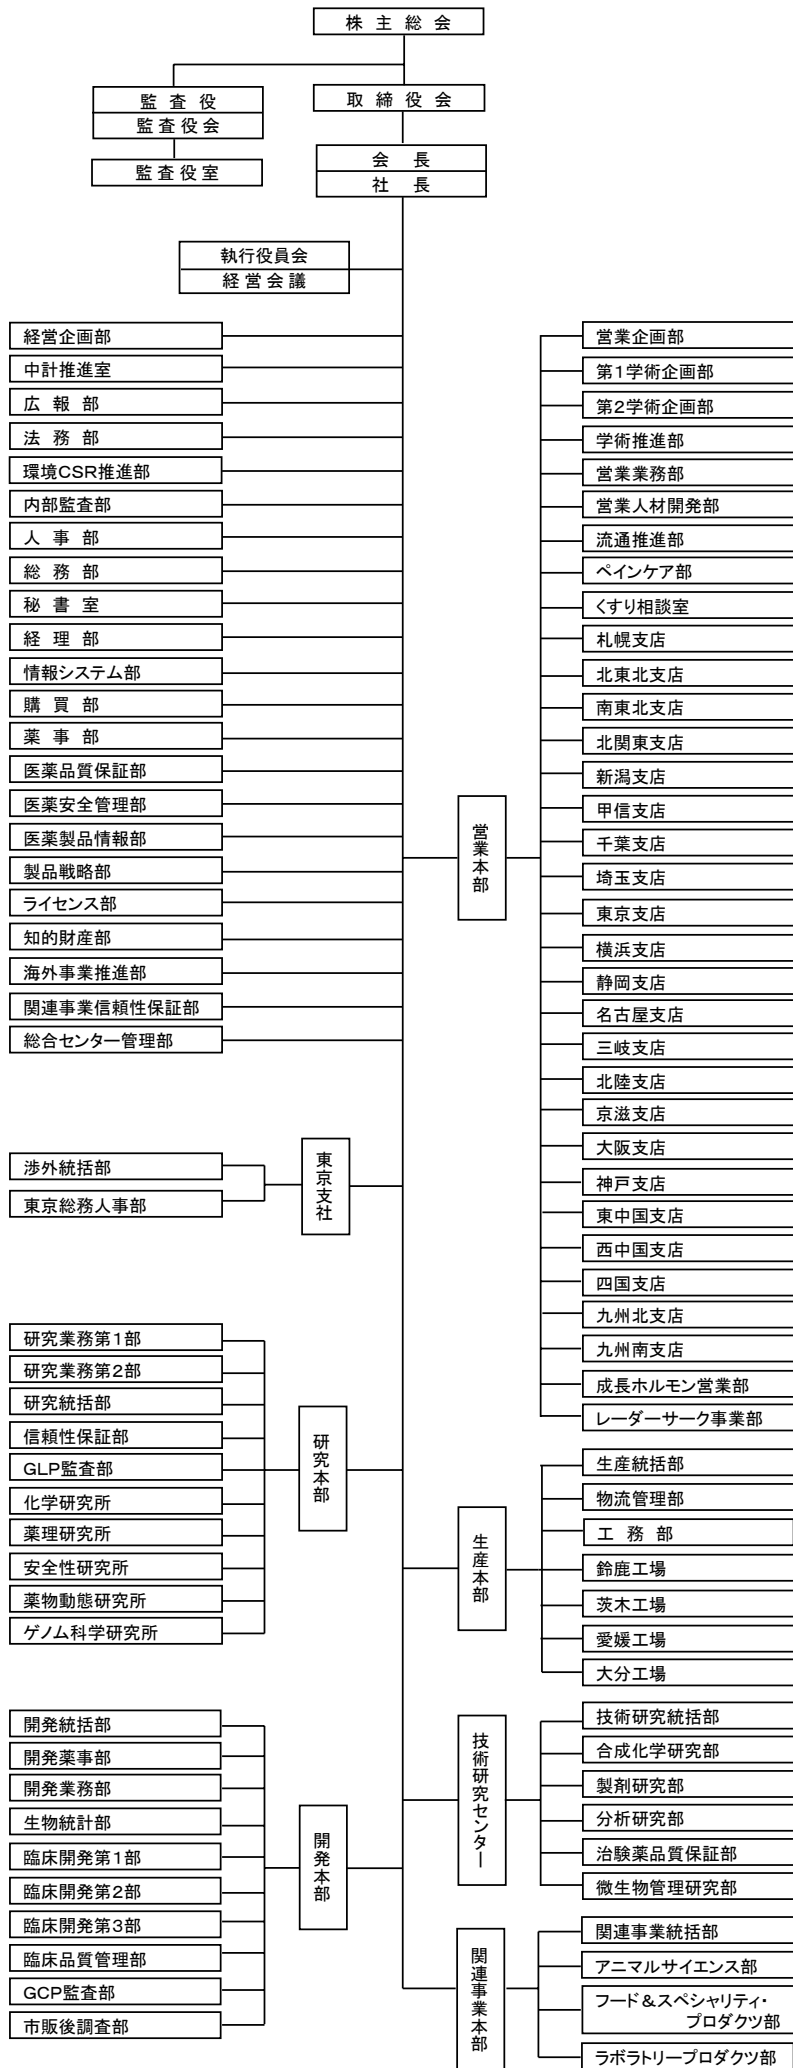 株主総会
監査役
監査役会
監査役室
取締役会
会長
社長
執行役員会
経営会議
経営企画部
中計推進室
広報部
法務部
環境CSR推進部
内部監査部
人事部
総務部
秘書室
経理部
情報システム部
購買部
薬事部
医薬品質保証部
医薬安全管理部
医薬製品情報部
製品戦略部
ライセンス部
知的財産部
海外事業推進部
関連事業信頼性保証部
総合センター管理部
東京支社
渉外統括部
東京総務人事部
研究本部
研究業務第1部
研究業務第2部
研究統括部
信頼性保証部
GLP監査部
化学研究所
薬理研究所
安全性研究所
薬物動態研究所
ゲノム科学研究所
開発本部
開発統括部
開発薬事部
開発業務部
生物統計部
臨床開発第1部
臨床開発第2部
臨床開発第3部
臨床品質管理部
GCP監査部
市販後調査部
営業本部
営業企画部
第1学術企画部
第2学術企画部
学術推進部
営業業務部
営業人材開発部
流通推進部
ペインケア部
くすり相談室
札幌支店
北東北支店
南東北支店
北関東支店
新潟支店
甲信支店
千葉支店
埼玉支店
東京支店
横浜支店
静岡支店
名古屋支店
三岐支店
北陸支店
京滋支店
大阪支店
神戸支店
東中国支店
西中国支店
四国支店
九州北支店
九州南支店
成長ホルモン営業部
レーダーサーク事業部
生産本部
生産統括部
物流管理部
工務部
鈴鹿工場
茨木工場
愛媛工場
大分工場
技術研究センター
技術研究統括部
合成化学研究部
製剤研究部
分析研究部
治験薬品質保証部
微生物管理研究部
関連事業本部
関連事業統括部
アニマルサイエンス部
フード＆スペシャリティ・
プロダクツ部
ラボラトリープロダクツ部